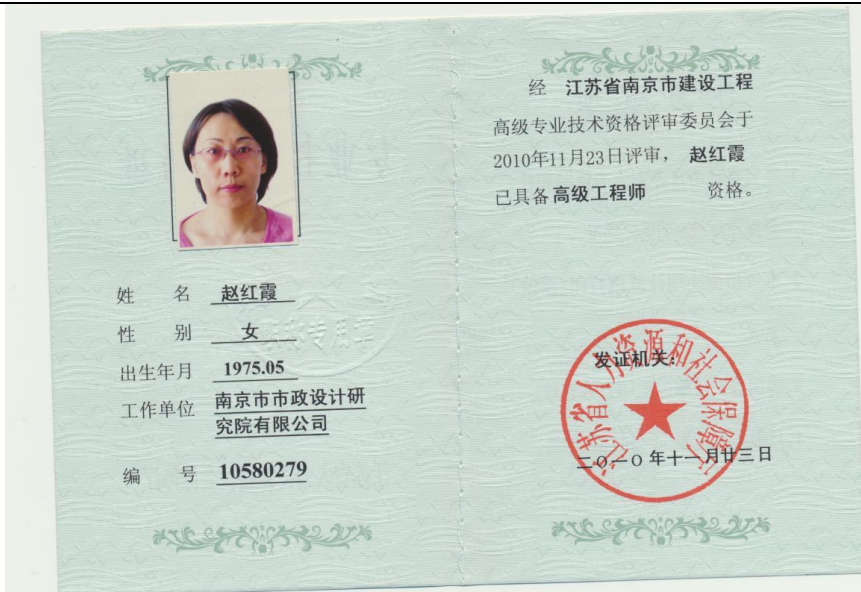 姓 名 赵红霞
性 别 女
出生年月 1975.05
工作单位 南京市市政设计研
究院有限公司
编 号 10580279
经 江苏省南京市建设工程
高级专业技术资格评审委员会于
2010年11月23日评审， 赵红霞
已具备 高级工程师 资格。
江苏省人力资源和社会保障厅
发证机关：
二〇一〇年十一月廿三日